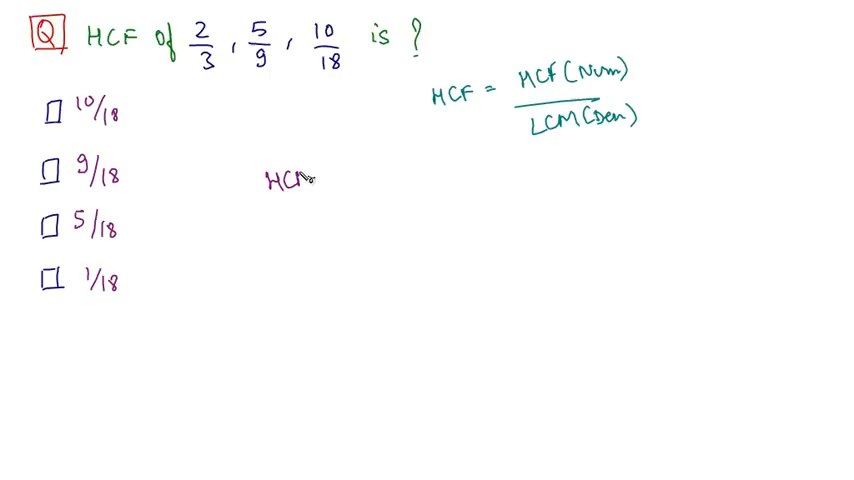 Q HCF of 2/3, 5/9, 10/18 is ?
HCF = HCF(Num) / LCM(Den)
10/18
9/18
HCF
5/18
1/18